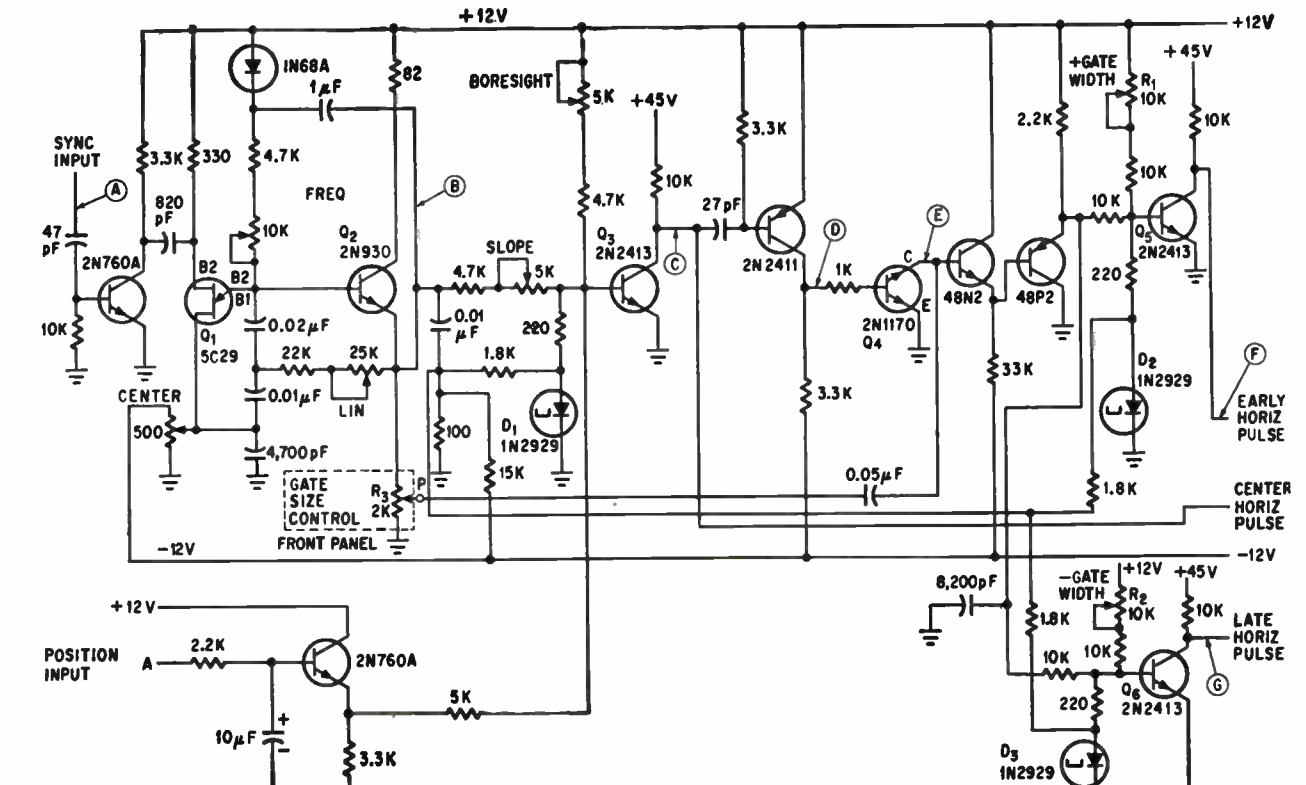 +12V
+12V
IN68A
1µF
82
BORESIGHT
5K
+45V
+GATE
WIDTH
R1
10K
+45V
10K
SYNC
INPUT
A
3.3K
330
4.7K
FREQ
B
4.7K
10K
3.3K
2.2K
10K
10K
820
pF
47
pF
10K
Q2
2N930
SLOPE
4.7K
5K
Q3
2N2413
27pF
C
2N2411
D
E
1K
C
E
2N1170
Q4
48N2
48P2
Q5
2N2413
220
2N760A
10K
B2
B2
B1
Q1
5C29
0.02µF
22K
25K
LIN
0.01µF
0.01
µF
1.8K
220
D1
1N2929
3.3K
33K
D2
1N2929
F
EARLY
HORIZ
PULSE
CENTER
500
4,700pF
100
15K
GATE
SIZE
CONTROL
R3
2K
P
FRONT PANEL
0.05µF
1.8K
CENTER
HORIZ
PULSE
-12V
-12V
+12V
POSITION
INPUT
A
2.2K
2N760A
10µF
+
-
3.3K
5K
8,200pF
1.8K
-GATE
WIDTH
+12V
R2
10K
+45V
10K
10K
10K
LATE
HORIZ
PULSE
G
220
Q6
2N2413
D3
1N2929